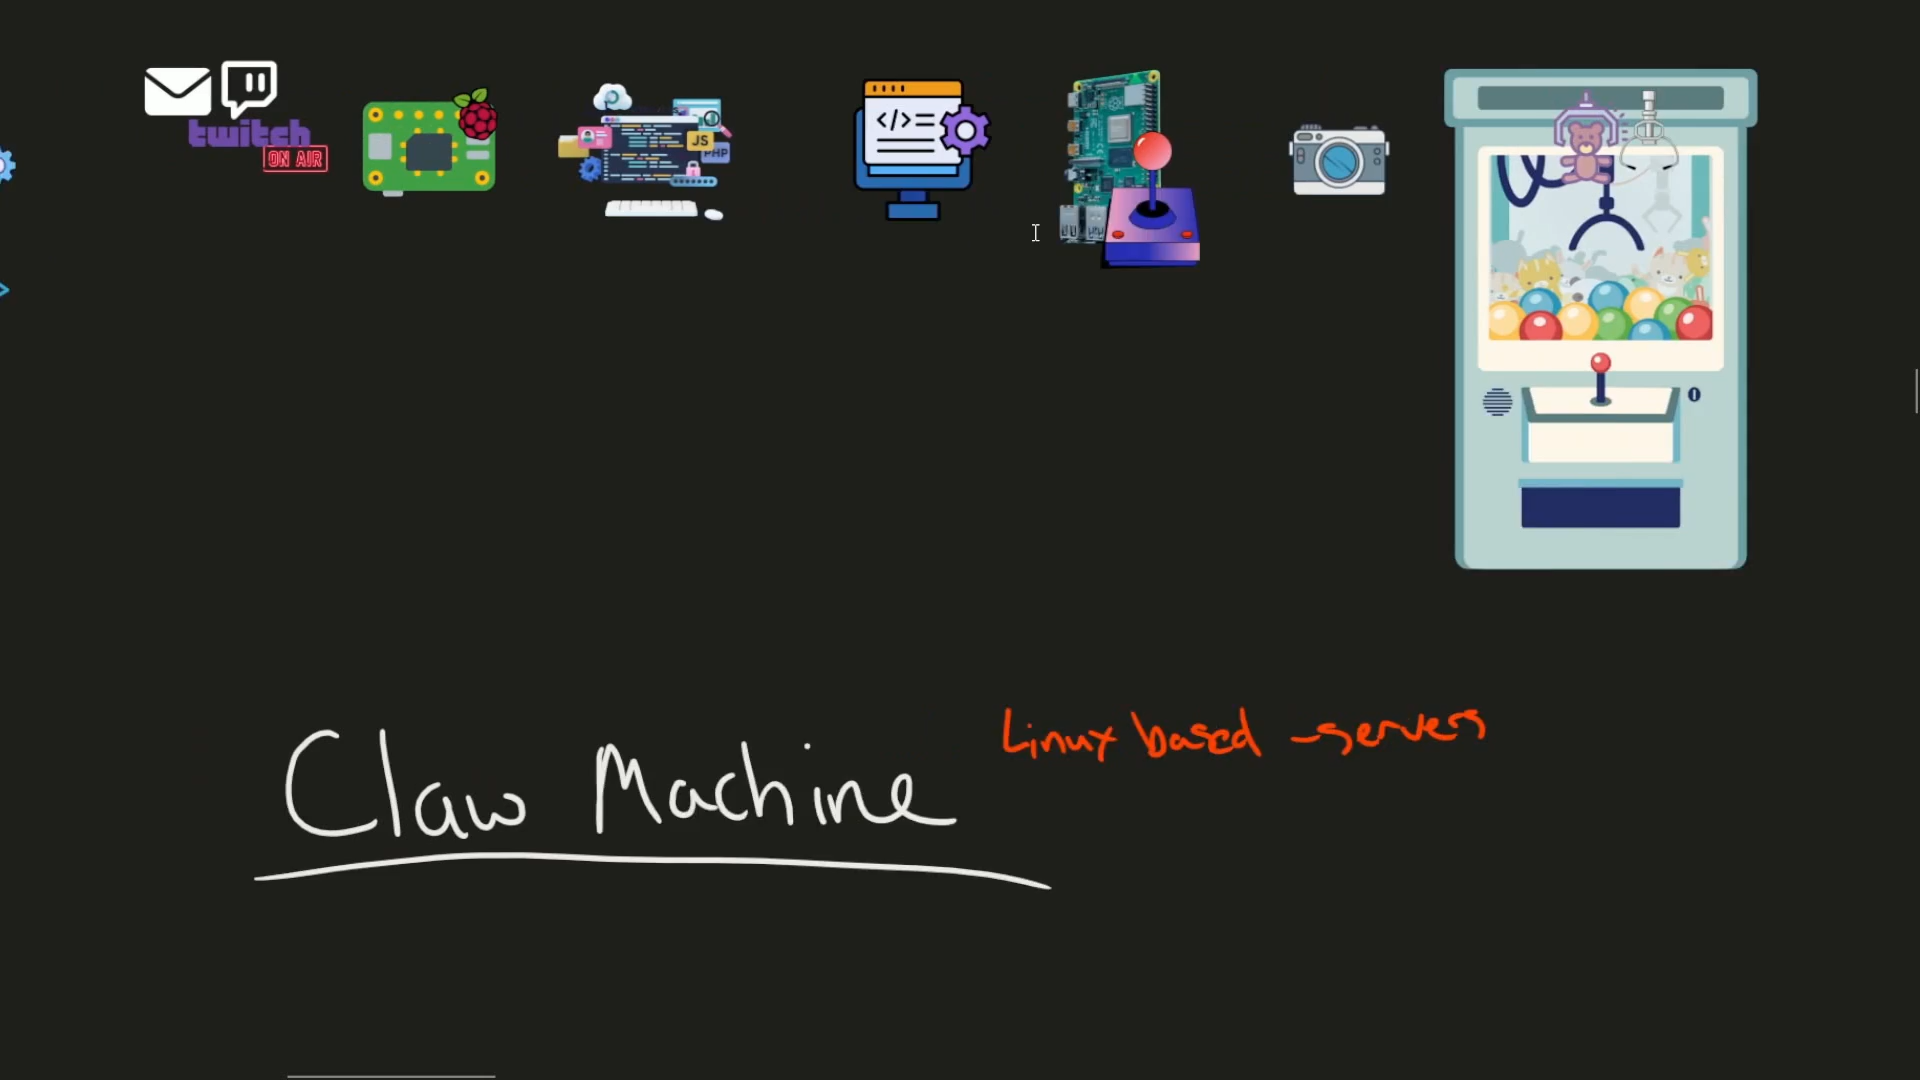 twitch
ON AIR
JS
PHP
</>
Linux based - servers
Claw Machine